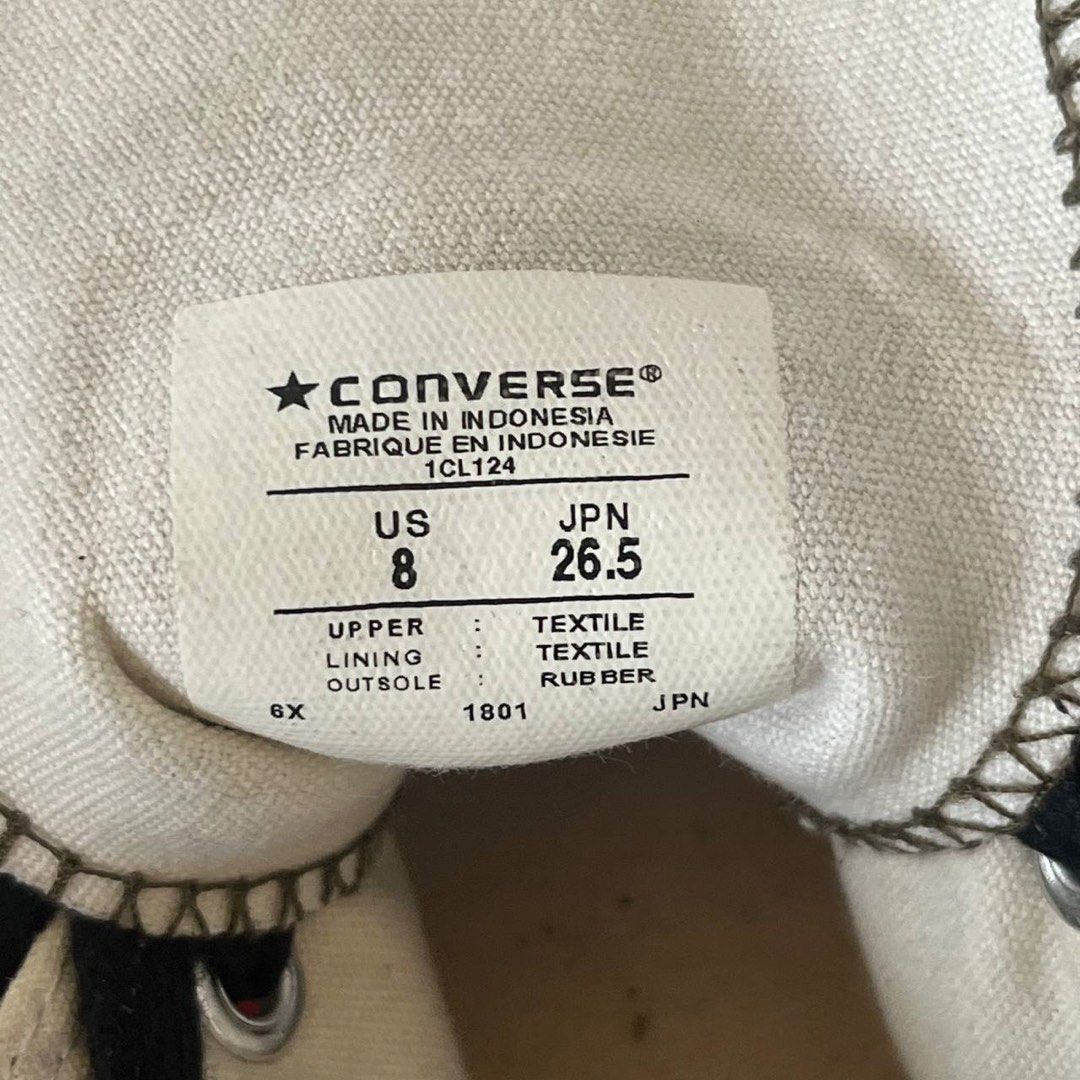 ★CONVERSE®
MADE IN INDONESIA
FABRIQUE EN INDONESIE
1CL124
US JPN
8 26.5
UPPER : TEXTILE
LINING : TEXTILE
OUTSOLE : RUBBER
6X 1801 JPN